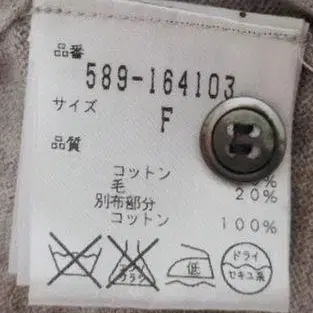 品番
589-164103
サイズ
F
品質
コットン %
毛 20%
別布部分
コットン 100%
低
ドライ
セキユ系